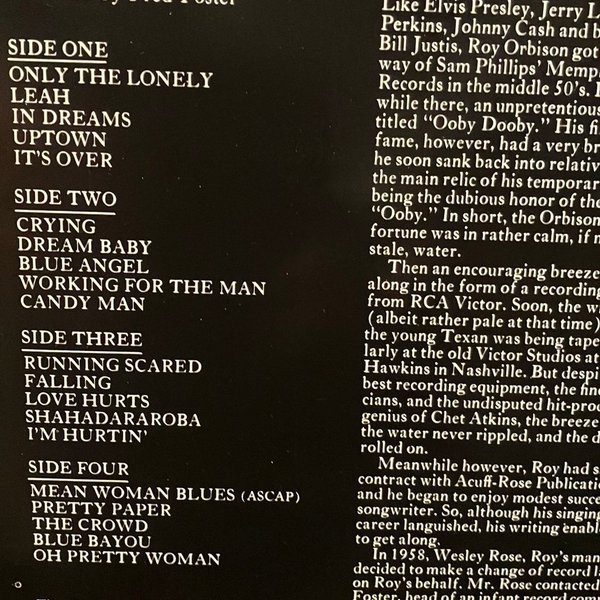 Foster
SIDE ONE
ONLY THE LONELY
LEAH
IN DREAMS
UPTOWN
IT'S OVER
SIDE TWO
CRYING
DREAM BABY
BLUE ANGEL
WORKING FOR THE MAN
CANDY MAN
SIDE THREE
RUNNING SCARED
FALLING
LOVE HURTS
SHAHADARAROBA
I'M HURTIN'
SIDE FOUR
MEAN WOMAN BLUES (ASCAP)
PRETTY PAPER
THE CROWD
BLUE BAYOU
OH PRETTY WOMAN
Like Elvis Presley, Jerry L
Perkins, Johnny Cash and b
Bill Justis, Roy Orbison got
way of Sam Phillips' Memp
Records in the middle 50's.
while there, an unpretentious
titled "Ooby Dooby." His fi
fame, however, had a very br
he soon sank back into relativ
the main relic of his temporar
being the dubious honor of the
"Ooby." In short, the Orbison
fortune was in rather calm, if n
stale, water.
Then an encouraging breeze
along in the form of a recording
from RCA Victor. Soon, the w
(albeit rather pale at that time)
the young Texan was being tape
larly at the old Victor Studios at
Hawkins in Nashville. But despi
best recording equipment, the fine
cians, and the undisputed hit-prod
genius of Chet Atkins, the breeze
the water never rippled, and the d
rolled on.
Meanwhile however, Roy had s
contract with Acuff-Rose Publicatio
and he began to enjoy modest succe
songwriter. So, although his singing
career languished, his writing enabl
to get along.
In 1958, Wesley Rose, Roy's man
decided to make a change of record la
on Roy's behalf. Mr. Rose contacted
Foster, head of an infant record comp